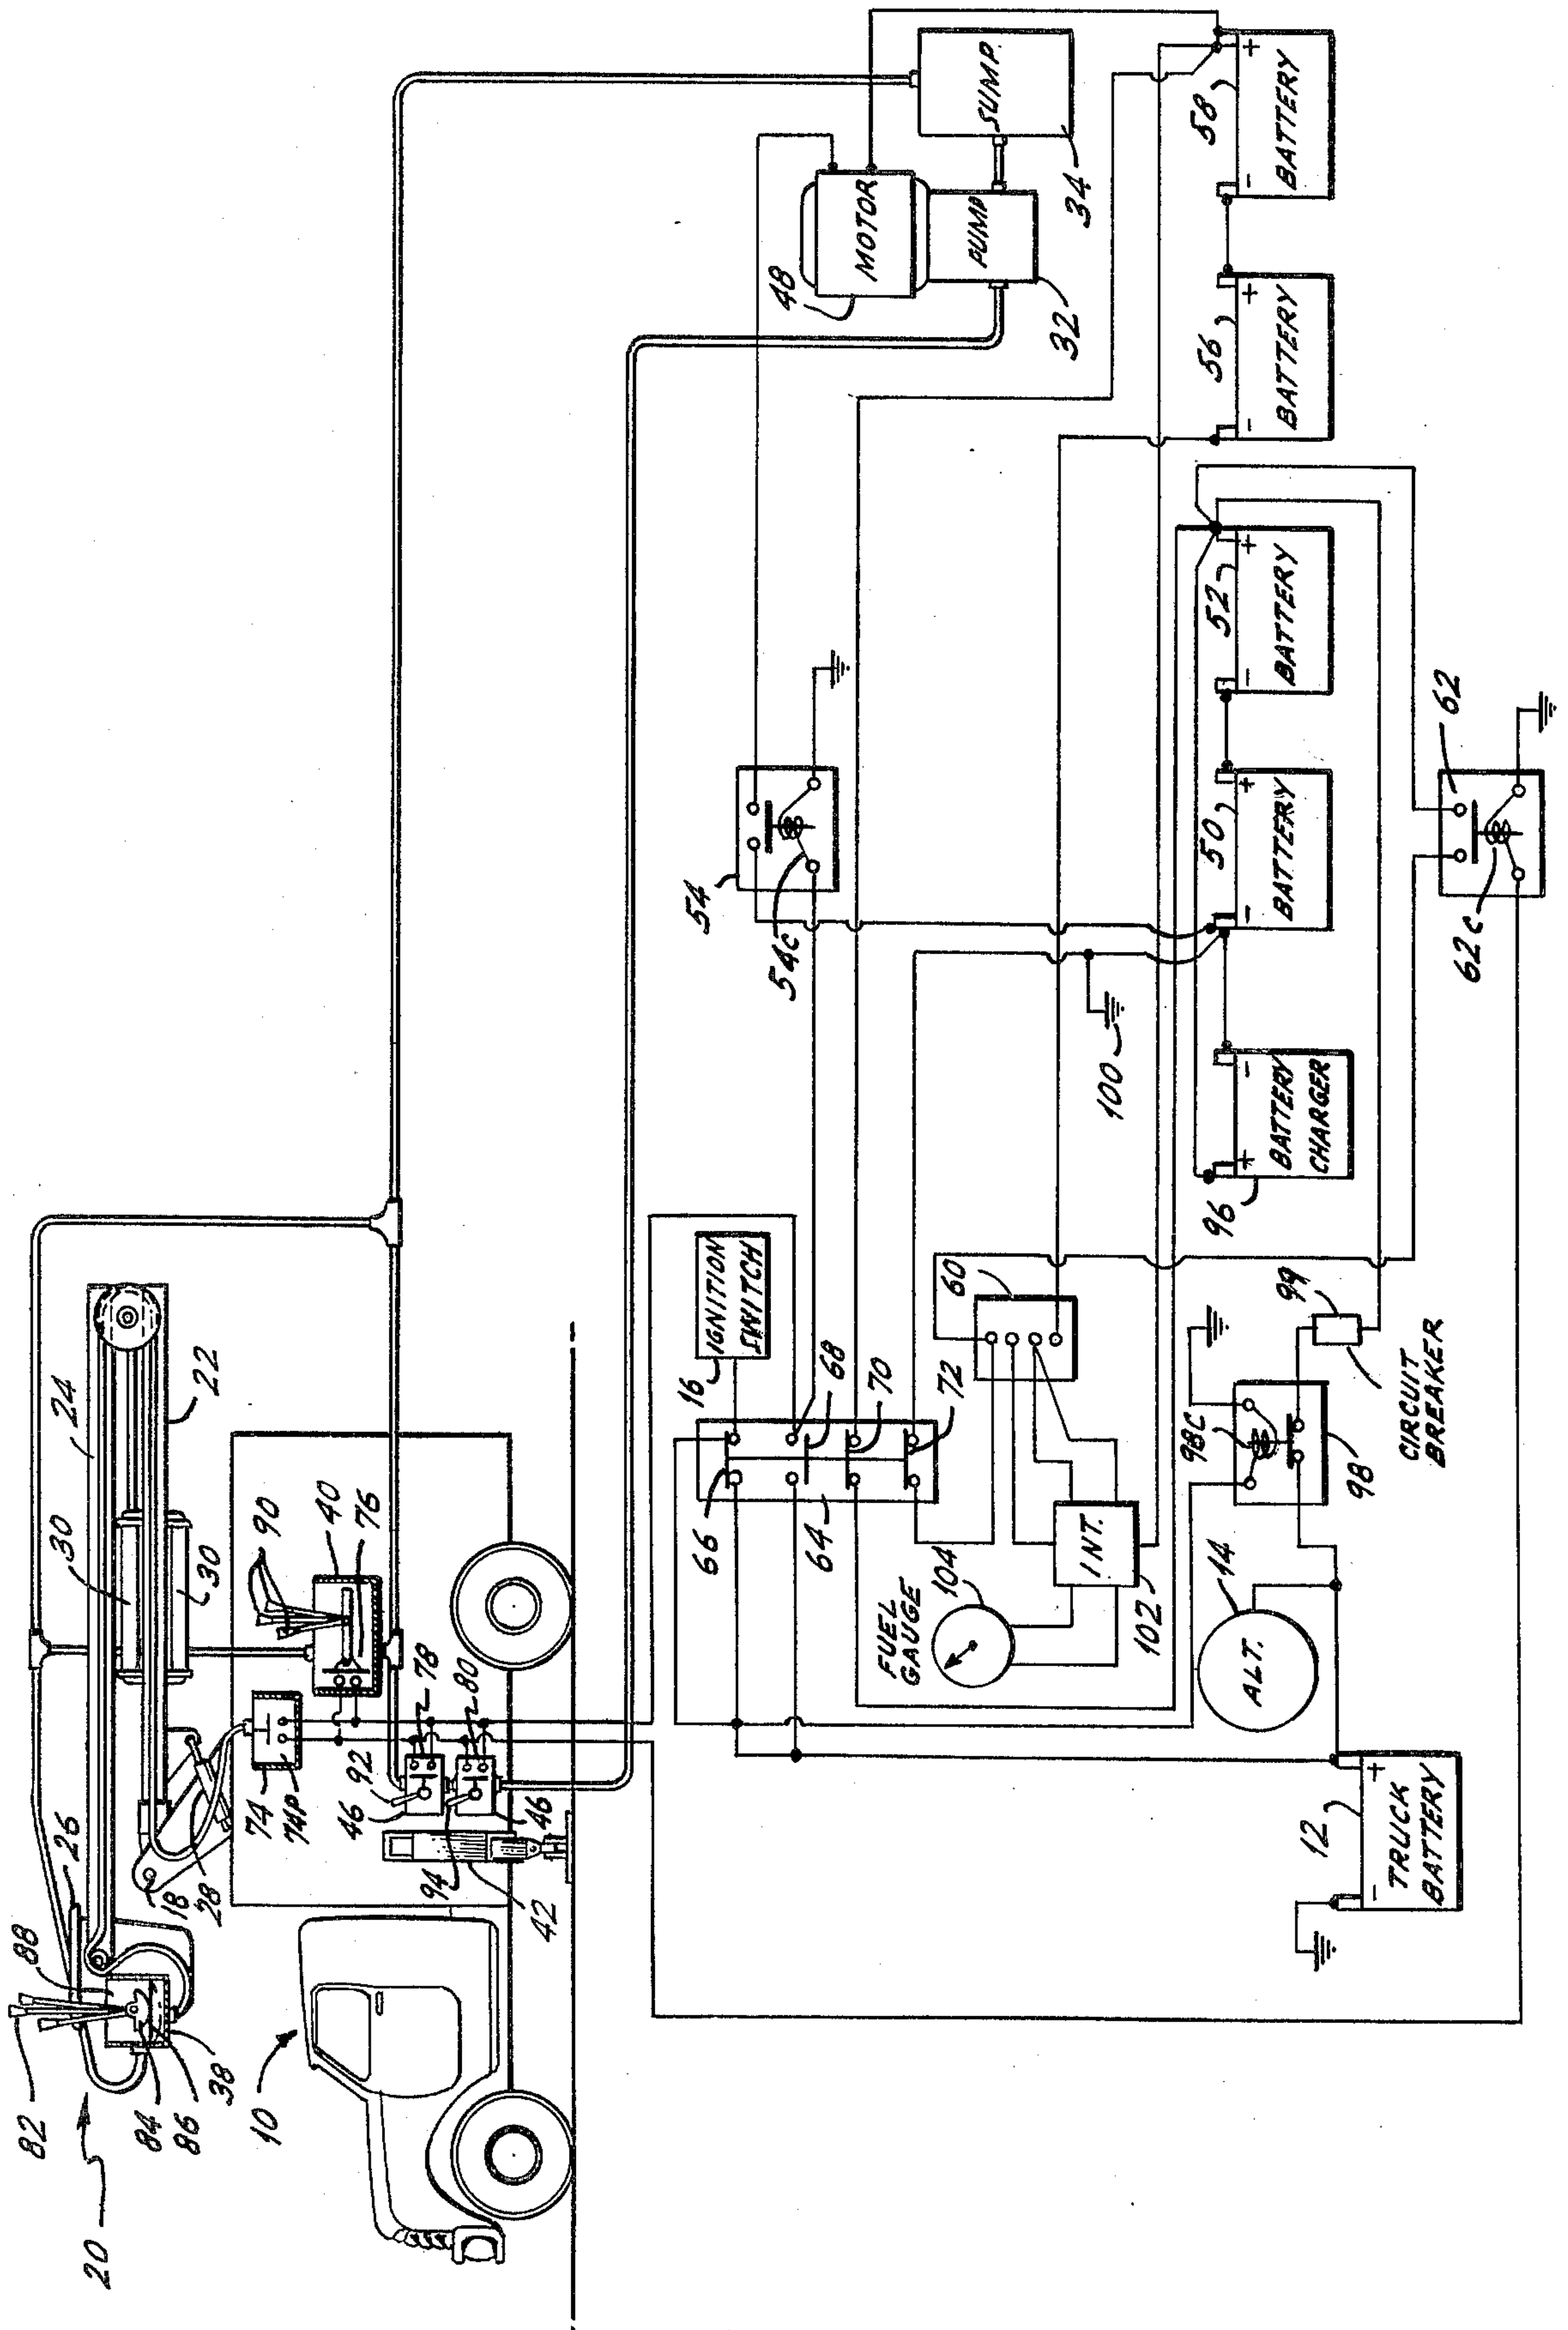 82
20
88
26
84
86
38
18
28
24
22
30
30
74
74P
90
40
76
92
46
78
80
46
94
42
10
16
IGNITION
SWITCH
66
64
68
70
72
60
54
54C
48
MOTOR
PUMP
32
SUMP
34
FUEL
GAUGE
104
INT.
102
100
14
ALT.
98C
98
99
CIRCUIT
BREAKER
12
+
-
TRUCK
BATTERY
96
+
-
BATTERY
CHARGER
50
-
+
BATTERY
52
-
+
BATTERY
56
-
+
BATTERY
58
-
+
BATTERY
62
62C